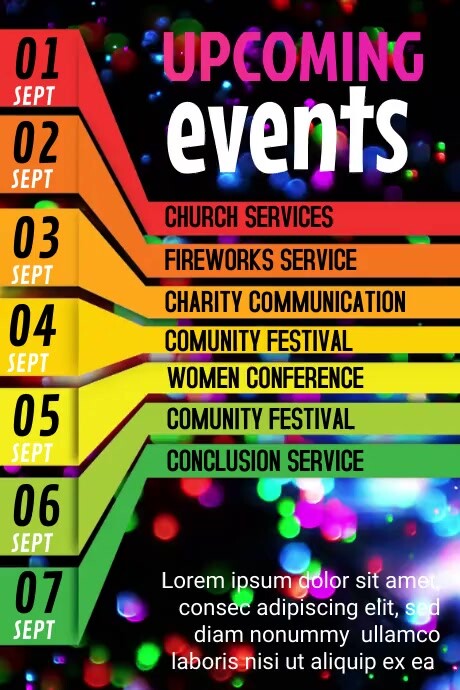 UPCOMING
events
01
SEPT
CHURCH SERVICES
02
SEPT
FIREWORKS SERVICE
03
SEPT
CHARITY COMMUNICATION
04
SEPT
COMUNITY FESTIVAL
05
SEPT
WOMEN CONFERENCE
06
SEPT
COMUNITY FESTIVAL
07
SEPT
CONCLUSION SERVICE
Lorem ipsum dolor sit amet,
consec adipiscing elit, sed
diam nonummy ullamco
laboris nisi ut aliquip ex ea